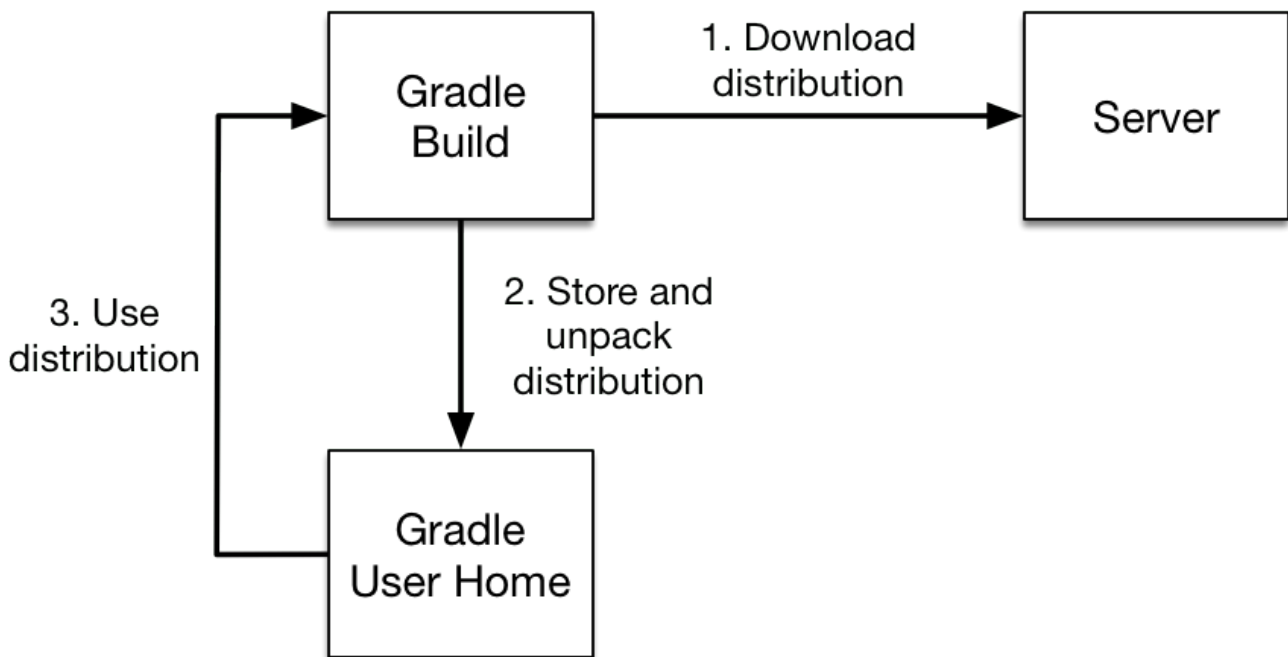 Gradle
Build
1. Download
distribution
Server
2. Store and
unpack
distribution
3. Use
distribution
Gradle
User Home